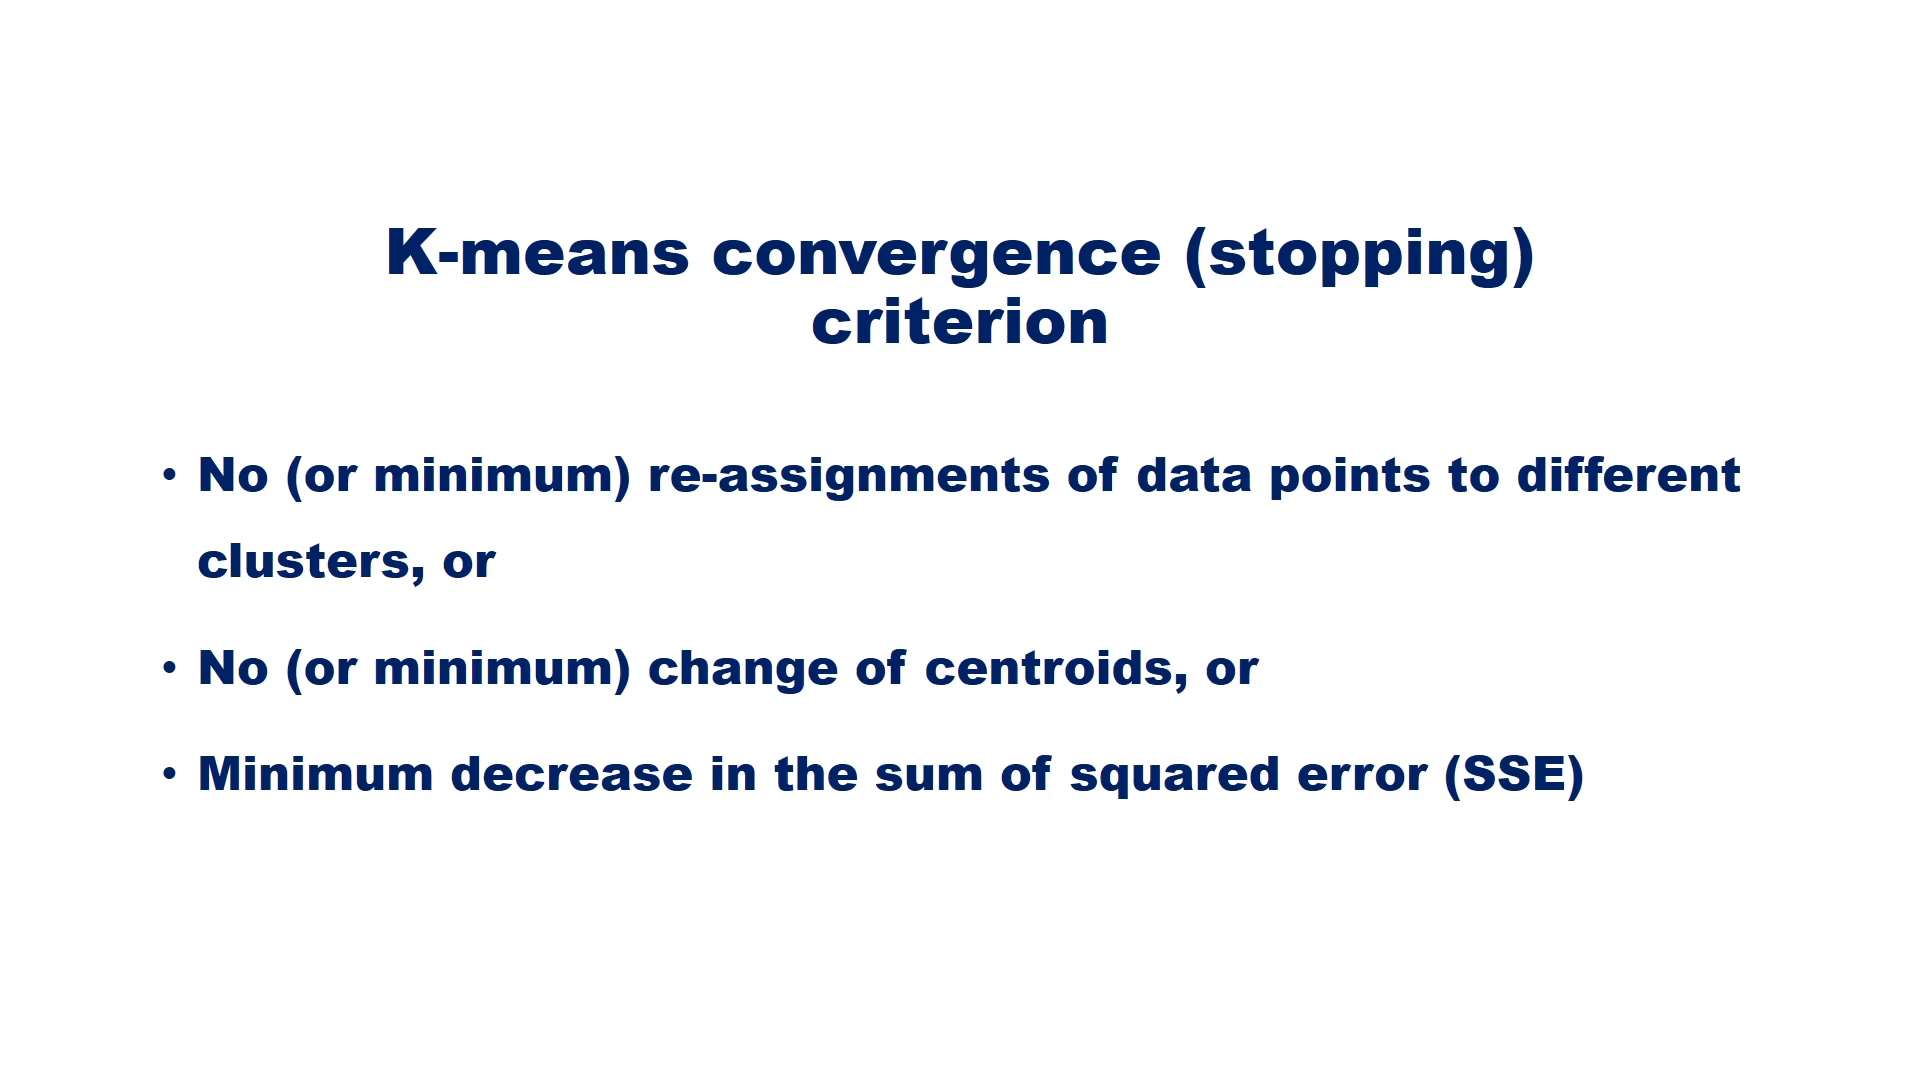 K-means convergence (stopping)
criterion
• No (or minimum) re-assignments of data points to different
clusters, or
• No (or minimum) change of centroids, or
• Minimum decrease in the sum of squared error (SSE)